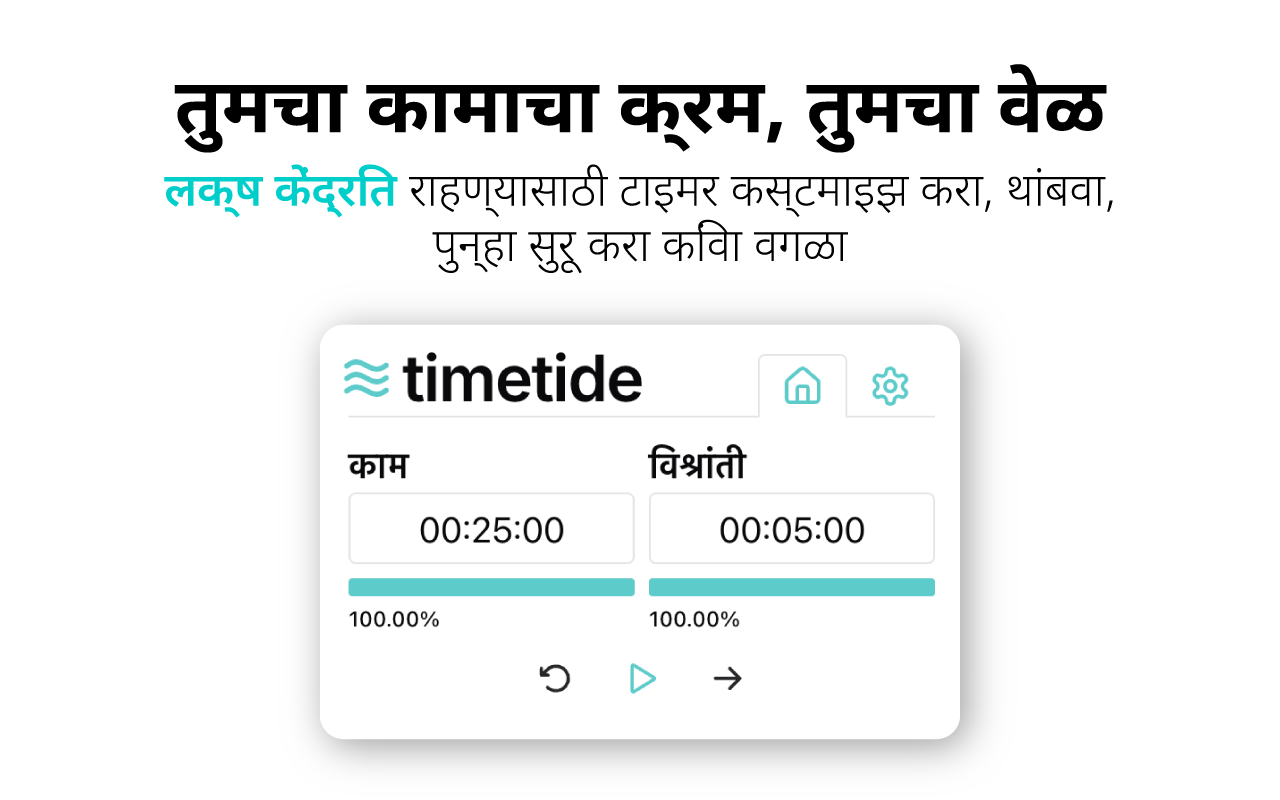 तुमचा कामाचा क्रम, तुमचा वेळ
लक्ष केंद्रित राहण्यासाठी टाइमर कस्टमाइझ करा, थांबवा,
पुन्हा सुरू करा किंवा वगळा
timetide
काम
विश्रांती
00:25:00
00:05:00
100.00%
100.00%